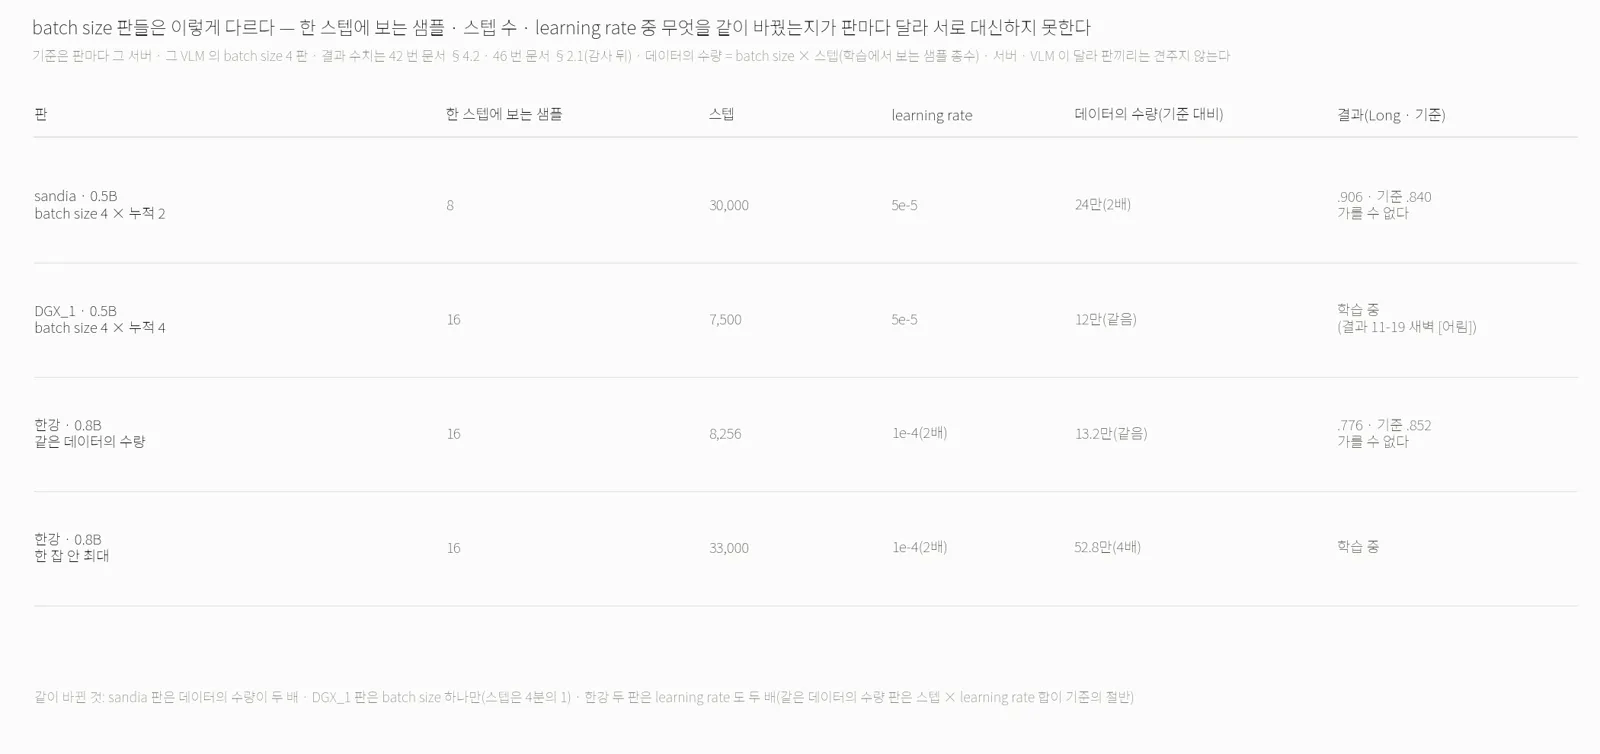 batch size 판들은 이렇게 다르다 — 한 스텝에 보는 샘플 · 스텝 수 · learning rate 중 무엇을 같이 바꿨는지가 판마다 달라 서로 대신하지 못한다
기준은 판마다 그 서버 · 그 VLM 의 batch size 4 판 · 결과 수치는 42 번 문서 §4.2 · 46 번 문서 §2.1(감사 뒤) · 데이터의 수량 = batch size × 스텝(학습에서 보는 샘플 총수) · 서버 · VLM 이 달라 판끼리는 견주지 않는다
판 한 스텝에 보는 샘플 스텝 learning rate 데이터의 수량(기준 대비) 결과(Long · 기준)
sandia · 0.5B
batch size 4 × 누적 2
8 30,000 5e-5 24만(2배)
.906 · 기준 .840
가를 수 없다
DGX_1 · 0.5B
batch size 4 × 누적 4
16 7,500 5e-5 12만(같음)
학습 중
(결과 11-19 새벽 [어림])
한강 · 0.8B
같은 데이터의 수량
16 8,256 1e-4(2배) 13.2만(같음)
.776 · 기준 .852
가를 수 없다
한강 · 0.8B
한 잡 안 최대
16 33,000 1e-4(2배) 52.8만(4배) 학습 중
같이 바뀐 것: sandia 판은 데이터의 수량이 두 배 · DGX_1 판은 batch size 하나만(스텝은 4분의 1) · 한강 두 판은 learning rate 도 두 배(같은 데이터의 수량 판은 스텝 × learning rate 합이 기준의 절반)